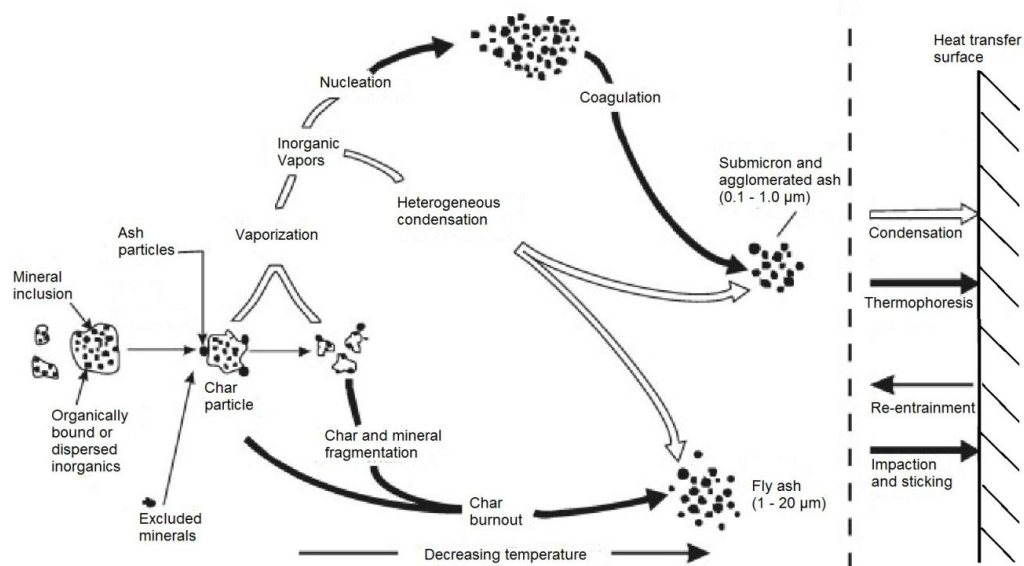 Heat transfer
surface
Nucleation
Coagulation
Inorganic
Vapors
Submicron and
agglomerated ash
(0.1 - 1.0 µm)
Heterogeneous
condensation
Ash
particles
Vaporization
Condensation
Mineral
inclusion
Thermophoresis
Char
particle
Re-entrainment
Organically
bound or
dispersed
inorganics
Char and mineral
fragmentation
Impaction
and sticking
Fly ash
(1 - 20 µm)
Char
burnout
Excluded
minerals
Decreasing temperature